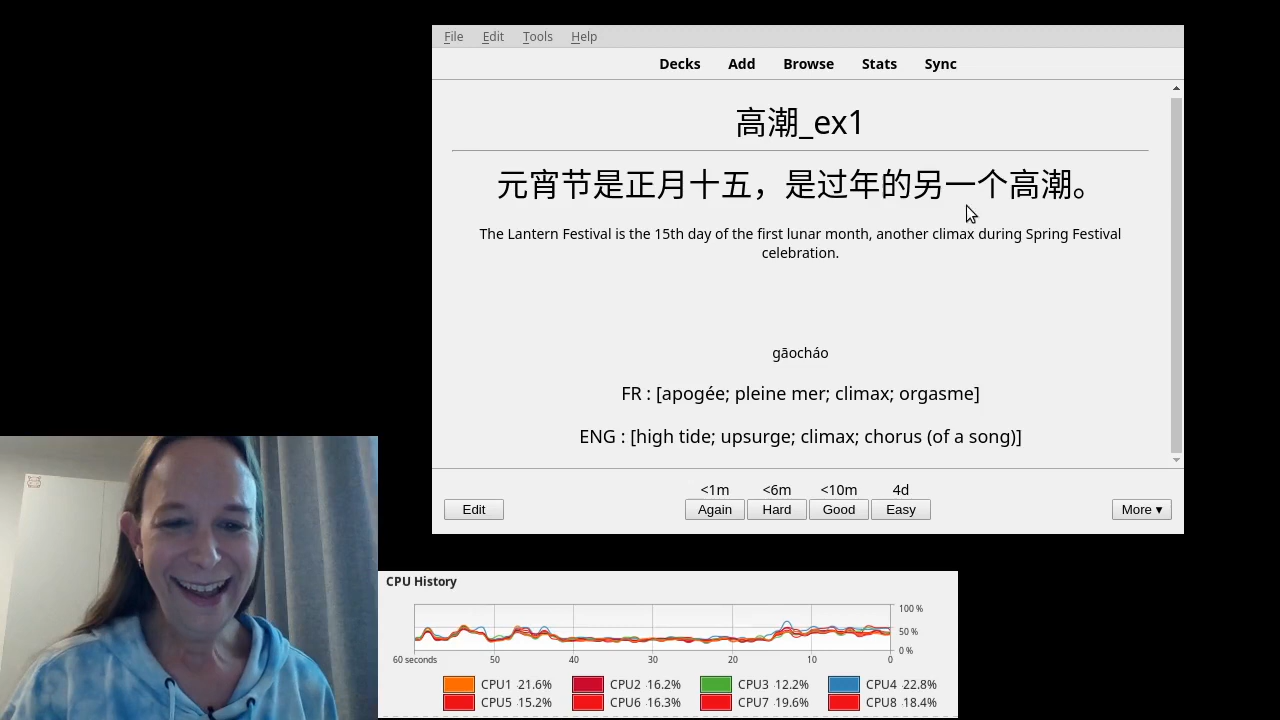 File Edit Tools Help
Decks Add Browse Stats Sync
高潮_ex1
元宵节是正月十五，是过年的另一个高潮。
The Lantern Festival is the 15th day of the first lunar month, another climax during Spring Festival
celebration.
gāocháo
FR : [apogée; pleine mer; climax; orgasme]
ENG : [high tide; upsurge; climax; chorus (of a song)]
<1m <6m <10m 4d
Edit Again Hard Good Easy More ▾
CPU History
100 %
50 %
0 %
60 seconds 50 40 30 20 10 0
CPU1 21.6% CPU2 16.2% CPU3 12.2% CPU4 22.8%
CPU5 15.2% CPU6 16.3% CPU7 19.6% CPU8 18.4%